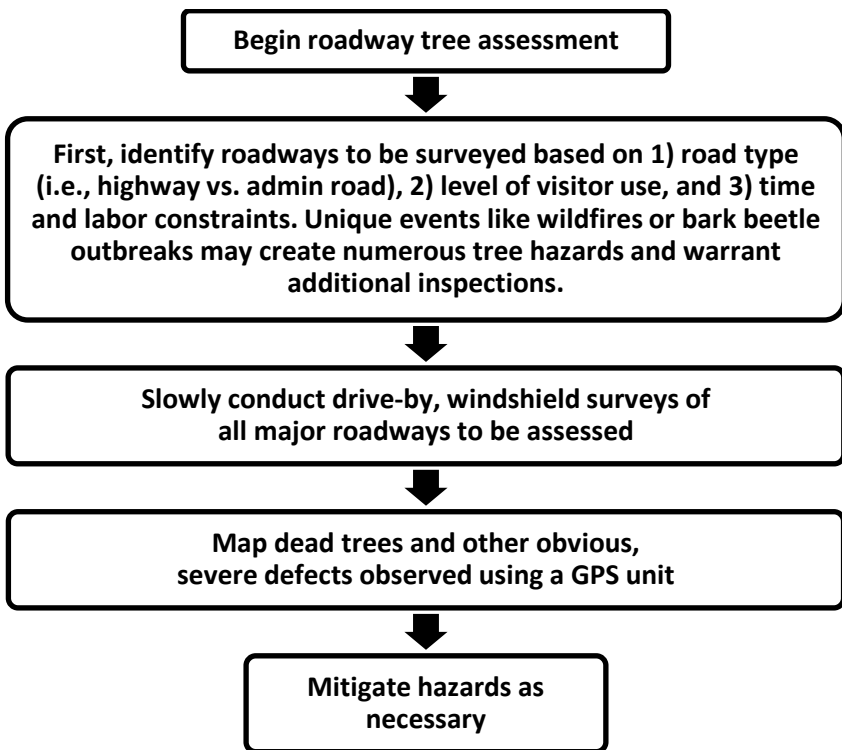 Begin roadway tree assessment
First, identify roadways to be surveyed based on 1) road type
(i.e., highway vs. admin road), 2) level of visitor use, and 3) time
and labor constraints. Unique events like wildfires or bark beetle
outbreaks may create numerous tree hazards and warrant
additional inspections.
Slowly conduct drive-by, windshield surveys of
all major roadways to be assessed
Map dead trees and other obvious,
severe defects observed using a GPS unit
Mitigate hazards as
necessary